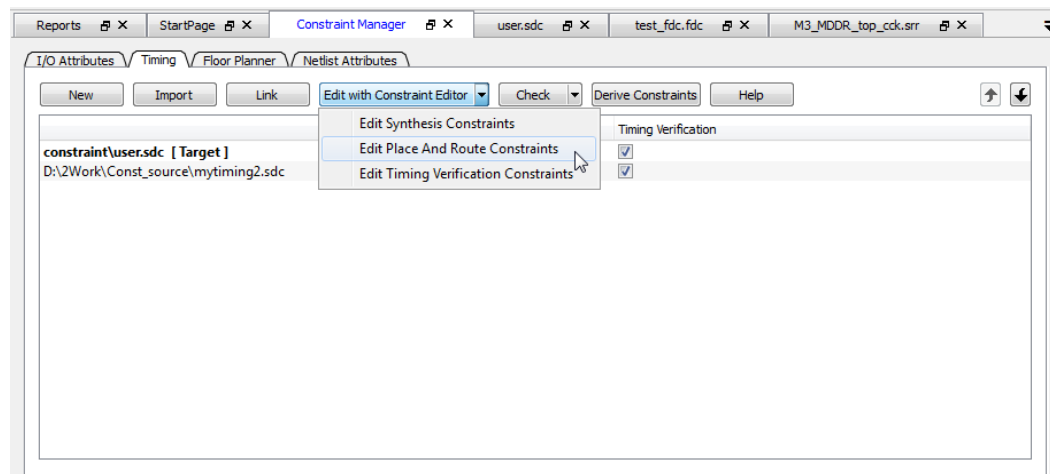 Reports StartPage Constraint Manager user.sdc test_fdc.fdc M3_MDDR_top_cck.srr
I/O Attributes Timing Floor Planner Netlist Attributes
New Import Link Edit with Constraint Editor Check Derive Constraints Help
Edit Synthesis Constraints
Timing Verification
Edit Place And Route Constraints
constraint\user.sdc [ Target ]
Edit Timing Verification Constraints
D:\2Work\Const_source\mytiming2.sdc